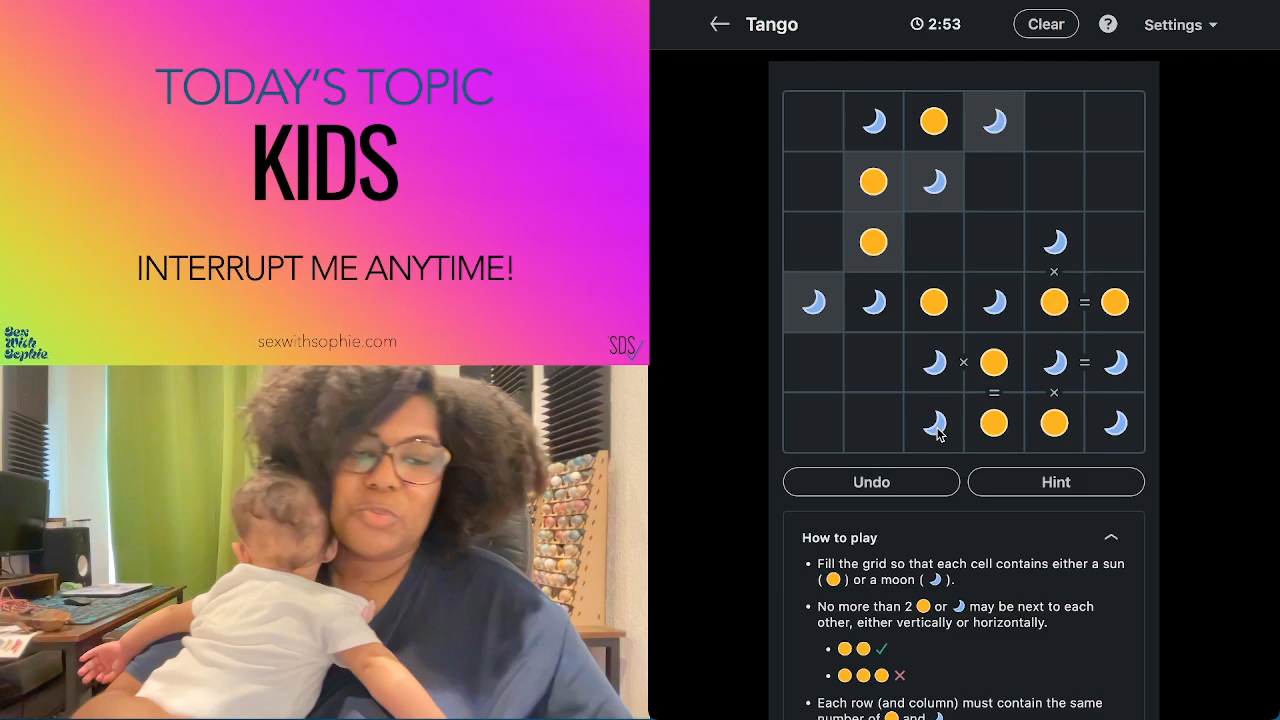 TODAY'S TOPIC
KIDS
INTERRUPT ME ANYTIME!
sexwithsophie.com
Sex
With
Sophie
SDS
Tango
2:53
Clear
?
Settings
×
=
× =
= ×
Undo
Hint
How to play
• Fill the grid so that each cell contains either a sun
( ) or a moon ( ).
• No more than 2 or may be next to each
other, either vertically or horizontally.
• Each row (and column) must contain the same
number of and .